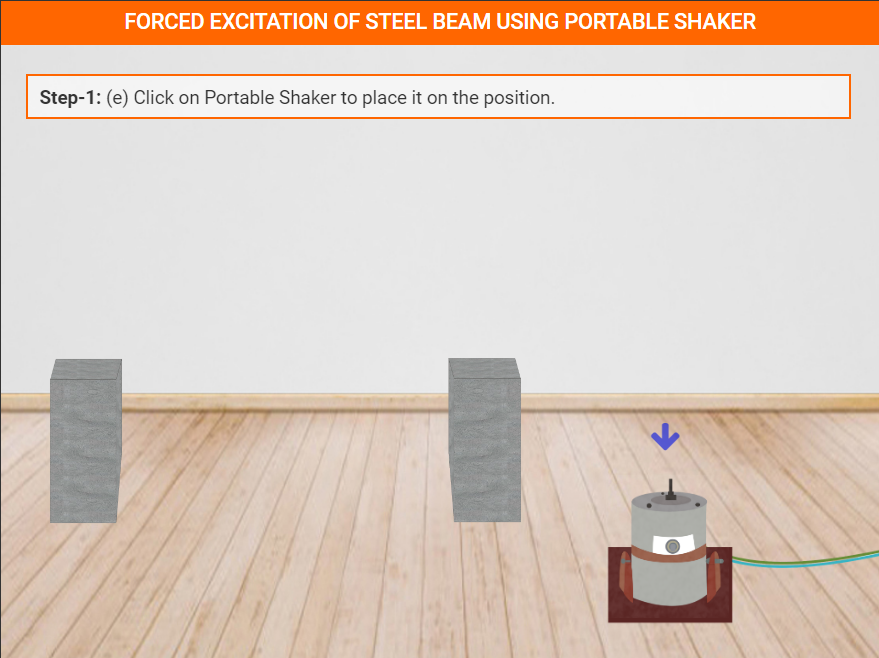 FORCED EXCITATION OF STEEL BEAM USING PORTABLE SHAKER
Step-1: (e) Click on Portable Shaker to place it on the position.